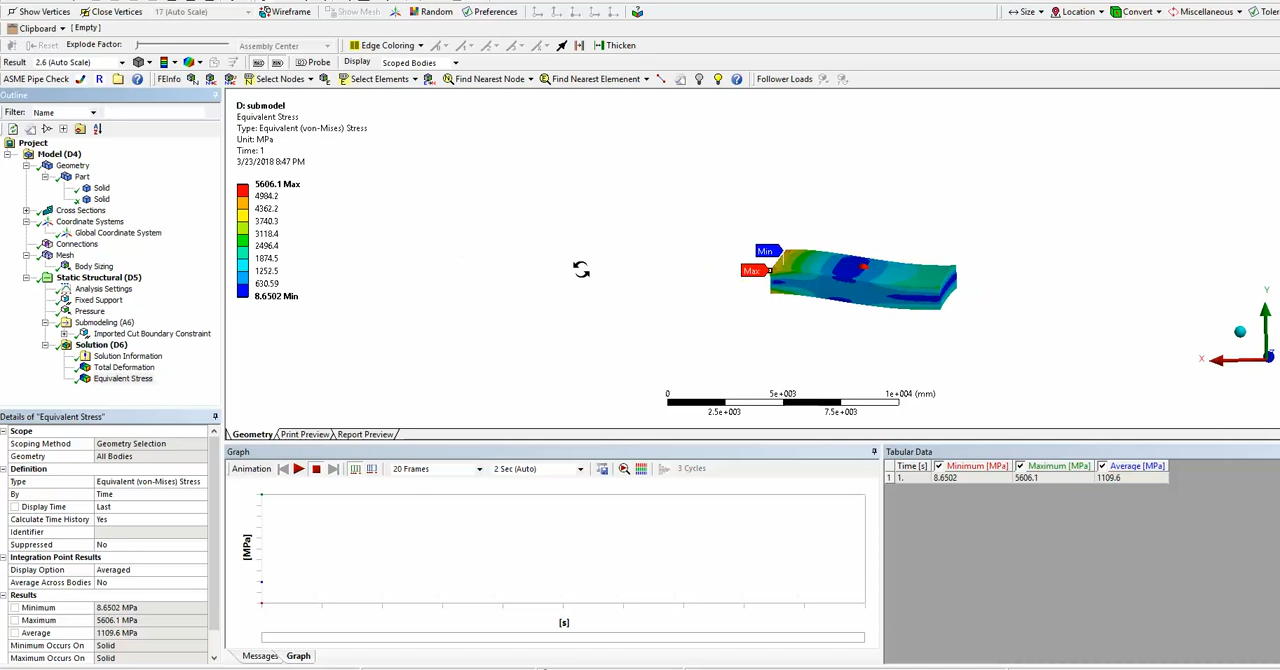 Show Vertices Close Vertices 17 (Auto Scale) Wireframe Show Mesh Random Preferences Size Location Convert Miscellaneous Toler
Clipboard [ Empty ]
Reset Explode Factor: Assembly Center Edge Coloring Thicken
Result 2.6 (Auto Scale) Probe Display Scoped Bodies
ASME Pipe Check R FEInfo Select Nodes Select Elements Find Nearest Node Find Nearest Elemenent Follower Loads
Outline
Filter: Name
Project
Model (D4)
Geometry
Part
Solid
Solid
Cross Sections
Coordinate Systems
Global Coordinate System
Connections
Mesh
Body Sizing
Static Structural (D5)
Analysis Settings
Fixed Support
Pressure
Submodeling (A6)
Imported Cut Boundary Constraint
Solution (D6)
Solution Information
Total Deformation
Equivalent Stress
D: submodel
Equivalent Stress
Type: Equivalent (von-Mises) Stress
Unit: MPa
Time: 1
3/23/2018 8:47 PM
5606.1 Max
4984.2
4362.2
3740.3
3118.4
2496.4
1874.5
1252.5
630.59
8.6502 Min
Min
Max
Y
X
Z
0 5e+003 1e+004 (mm)
2.5e+003 7.5e+003
Geometry Print Preview Report Preview
Details of "Equivalent Stress"
Scope
Scoping Method Geometry Selection
Geometry All Bodies
Definition
Type Equivalent (von-Mises) Stress
By Time
Display Time Last
Calculate Time History Yes
Identifier
Suppressed No
Integration Point Results
Display Option Averaged
Average Across Bodies No
Results
Minimum 8.6502 MPa
Maximum 5606.1 MPa
Average 1109.6 MPa
Minimum Occurs On Solid
Maximum Occurs On Solid
Graph
Animation 20 Frames 2 Sec (Auto) 3 Cycles
[MPa]
[s]
Messages Graph
Tabular Data
Time [s] Minimum [MPa] Maximum [MPa] Average [MPa]
1 1. 8.6502 5606.1 1109.6